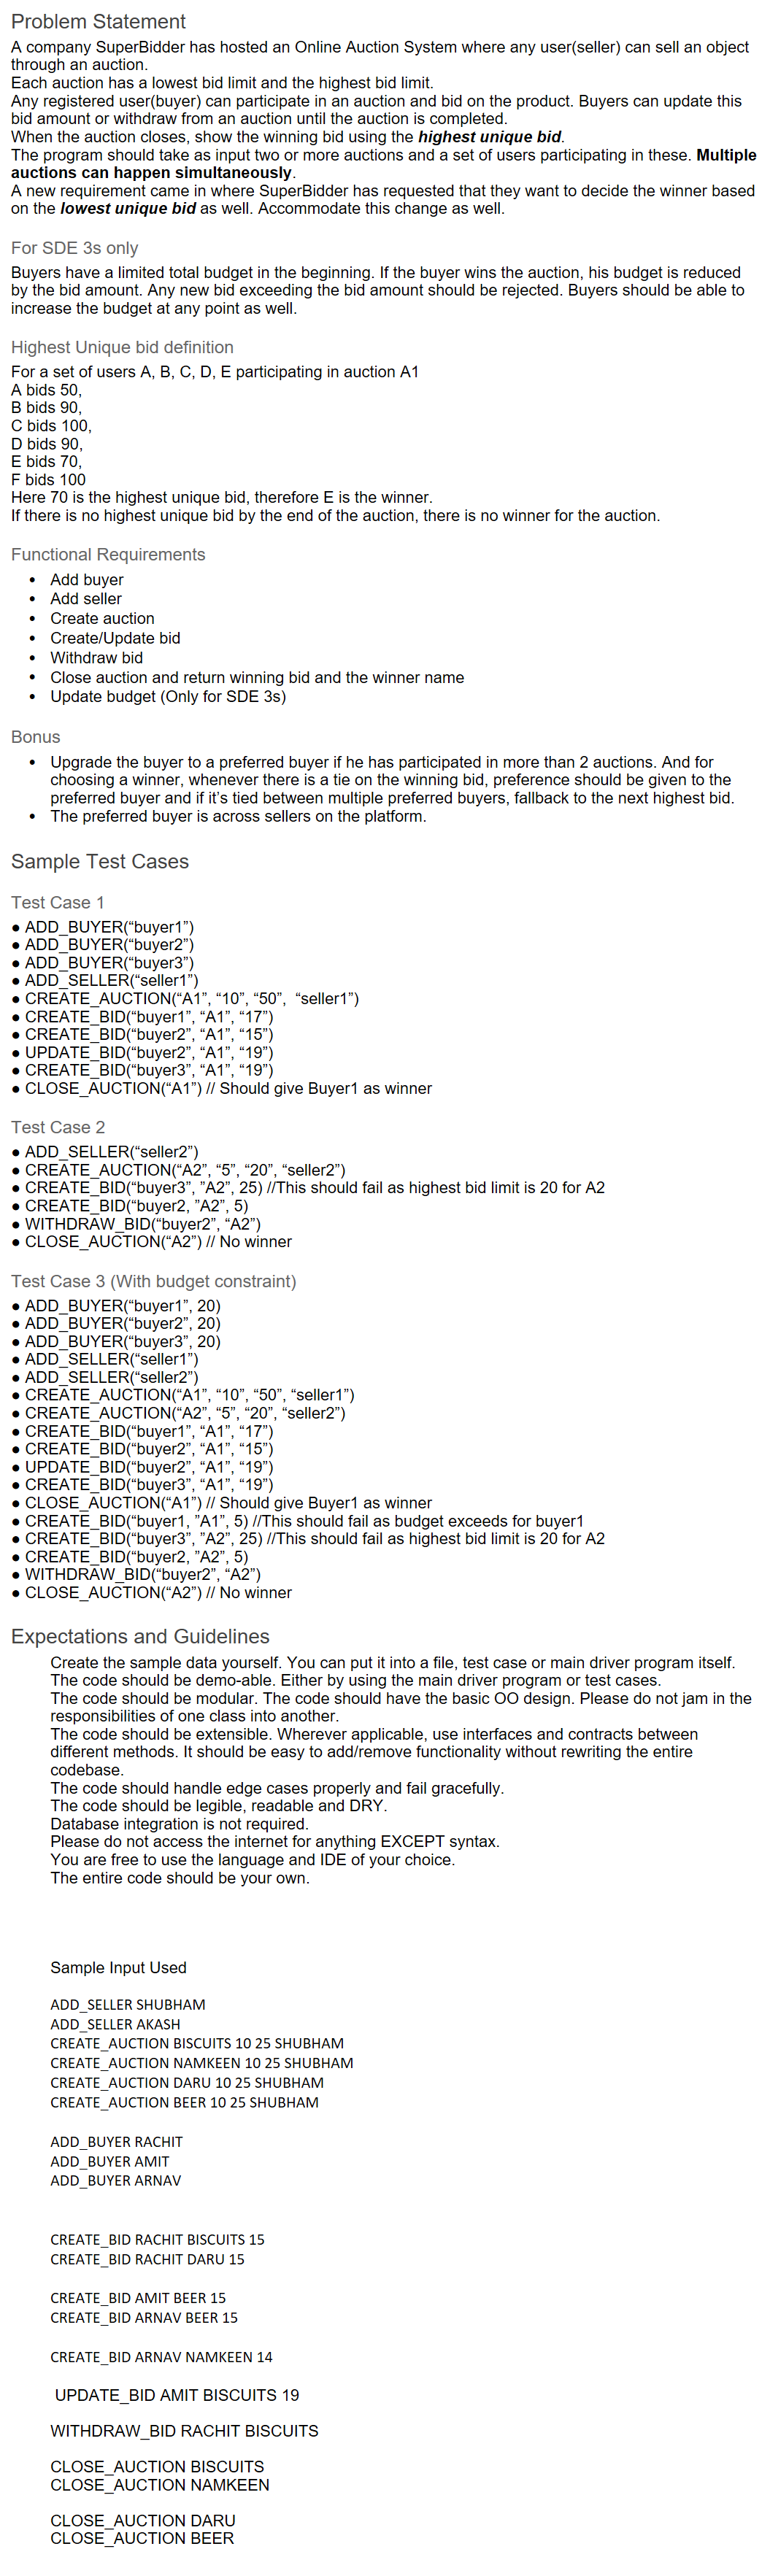 Problem Statement
A company SuperBidder has hosted an Online Auction System where any user(seller) can sell an object
through an auction.
Each auction has a lowest bid limit and the highest bid limit.
Any registered user(buyer) can participate in an auction and bid on the product. Buyers can update this
bid amount or withdraw from an auction until the auction is completed.
When the auction closes, show the winning bid using the highest unique bid.
The program should take as input two or more auctions and a set of users participating in these. Multiple
auctions can happen simultaneously.
A new requirement came in where SuperBidder has requested that they want to decide the winner based
on the lowest unique bid as well. Accommodate this change as well.
For SDE 3s only
Buyers have a limited total budget in the beginning. If the buyer wins the auction, his budget is reduced
by the bid amount. Any new bid exceeding the bid amount should be rejected. Buyers should be able to
increase the budget at any point as well.
Highest Unique bid definition
For a set of users A, B, C, D, E participating in auction A1
A bids 50,
B bids 90,
C bids 100,
D bids 90,
E bids 70,
F bids 100
Here 70 is the highest unique bid, therefore E is the winner.
If there is no highest unique bid by the end of the auction, there is no winner for the auction.
Functional Requirements
• Add buyer
• Add seller
• Create auction
• Create/Update bid
• Withdraw bid
• Close auction and return winning bid and the winner name
• Update budget (Only for SDE 3s)
Bonus
• Upgrade the buyer to a preferred buyer if he has participated in more than 2 auctions. And for
choosing a winner, whenever there is a tie on the winning bid, preference should be given to the
preferred buyer and if it’s tied between multiple preferred buyers, fallback to the next highest bid.
• The preferred buyer is across sellers on the platform.
Sample Test Cases
Test Case 1
● ADD_BUYER(“buyer1”)
● ADD_BUYER(“buyer2”)
● ADD_BUYER(“buyer3”)
● ADD_SELLER(“seller1”)
● CREATE_AUCTION(“A1”, “10”, “50”, “seller1”)
● CREATE_BID(“buyer1”, “A1”, “17”)
● CREATE_BID(“buyer2”, “A1”, “15”)
● UPDATE_BID(“buyer2”, “A1”, “19”)
● CREATE_BID(“buyer3”, “A1”, “19”)
● CLOSE_AUCTION(“A1”) // Should give Buyer1 as winner
Test Case 2
● ADD_SELLER(“seller2”)
● CREATE_AUCTION(“A2”, “5”, “20”, “seller2”)
● CREATE_BID(“buyer3”, ”A2”, 25) //This should fail as highest bid limit is 20 for A2
● CREATE_BID(“buyer2, ”A2”, 5)
● WITHDRAW_BID(“buyer2”, “A2”)
● CLOSE_AUCTION(“A2”) // No winner
Test Case 3 (With budget constraint)
● ADD_BUYER(“buyer1”, 20)
● ADD_BUYER(“buyer2”, 20)
● ADD_BUYER(“buyer3”, 20)
● ADD_SELLER(“seller1”)
● ADD_SELLER(“seller2”)
● CREATE_AUCTION(“A1”, “10”, “50”, “seller1”)
● CREATE_AUCTION(“A2”, “5”, “20”, “seller2”)
● CREATE_BID(“buyer1”, “A1”, “17”)
● CREATE_BID(“buyer2”, “A1”, “15”)
● UPDATE_BID(“buyer2”, “A1”, “19”)
● CREATE_BID(“buyer3”, “A1”, “19”)
● CLOSE_AUCTION(“A1”) // Should give Buyer1 as winner
● CREATE_BID(“buyer1, ”A1”, 5) //This should fail as budget exceeds for buyer1
● CREATE_BID(“buyer3”, ”A2”, 25) //This should fail as highest bid limit is 20 for A2
● CREATE_BID(“buyer2, ”A2”, 5)
● WITHDRAW_BID(“buyer2”, “A2”)
● CLOSE_AUCTION(“A2”) // No winner
Expectations and Guidelines
Create the sample data yourself. You can put it into a file, test case or main driver program itself.
The code should be demo-able. Either by using the main driver program or test cases.
The code should be modular. The code should have the basic OO design. Please do not jam in the
responsibilities of one class into another.
The code should be extensible. Wherever applicable, use interfaces and contracts between
different methods. It should be easy to add/remove functionality without rewriting the entire
codebase.
The code should handle edge cases properly and fail gracefully.
The code should be legible, readable and DRY.
Database integration is not required.
Please do not access the internet for anything EXCEPT syntax.
You are free to use the language and IDE of your choice.
The entire code should be your own.
Sample Input Used
ADD_SELLER SHUBHAM
ADD_SELLER AKASH
CREATE_AUCTION BISCUITS 10 25 SHUBHAM
CREATE_AUCTION NAMKEEN 10 25 SHUBHAM
CREATE_AUCTION DARU 10 25 SHUBHAM
CREATE_AUCTION BEER 10 25 SHUBHAM
ADD_BUYER RACHIT
ADD_BUYER AMIT
ADD_BUYER ARNAV
CREATE_BID RACHIT BISCUITS 15
CREATE_BID RACHIT DARU 15
CREATE_BID AMIT BEER 15
CREATE_BID ARNAV BEER 15
CREATE_BID ARNAV NAMKEEN 14
UPDATE_BID AMIT BISCUITS 19
WITHDRAW_BID RACHIT BISCUITS
CLOSE_AUCTION BISCUITS
CLOSE_AUCTION NAMKEEN
CLOSE_AUCTION DARU
CLOSE_AUCTION BEER